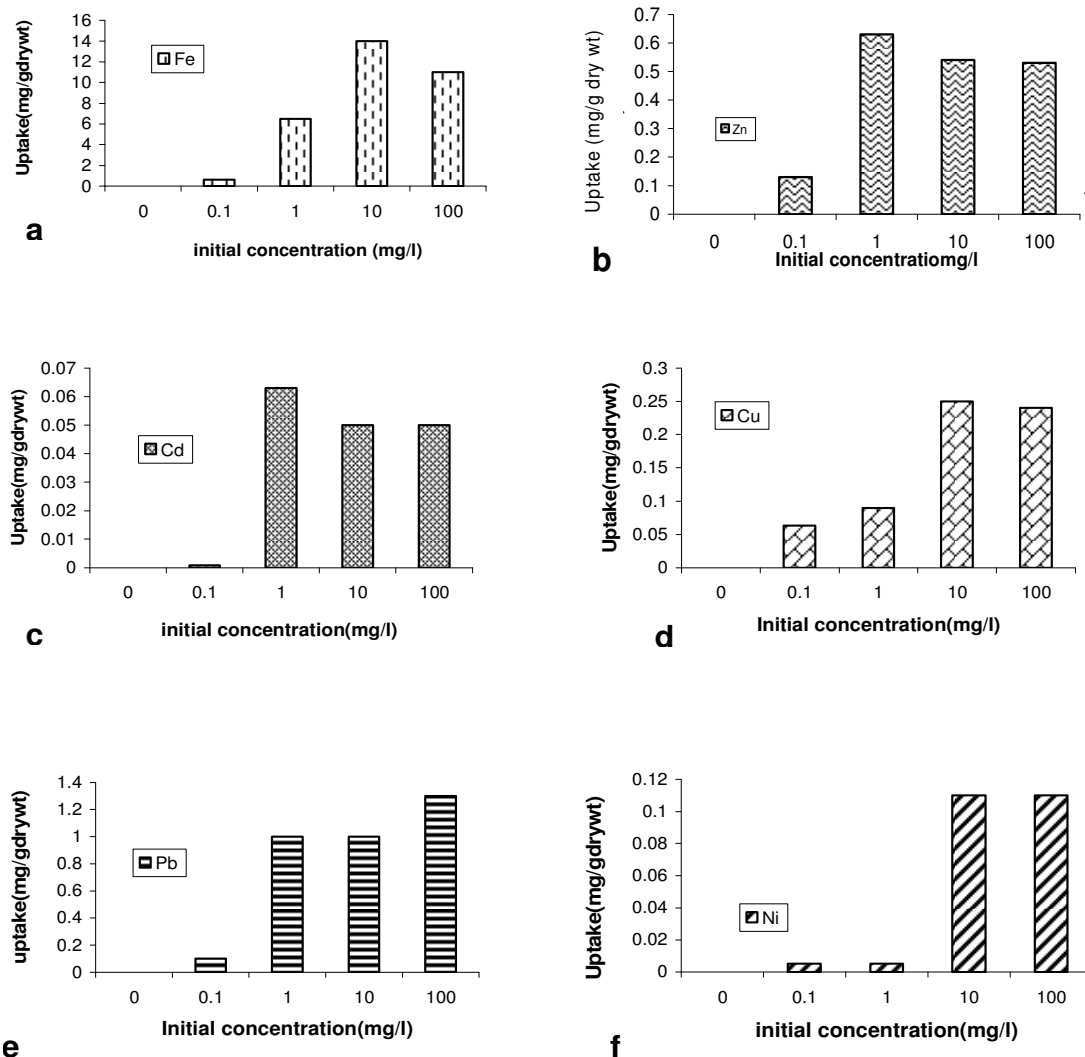 Uptake(mg/gdrywt)
16
14
12
10
8
6
4
2
0
Fe
0 0.1 1 10 100
initial concentration (mg/l)
a
Uptake (mg/g dry wt)
0.7
0.6
0.5
0.4
0.3
0.2
0.1
0
Zn
0 0.1 1 10 100
Initial concentratiomg/l
b
Uptake(mg/gdrywt)
0.07
0.06
0.05
0.04
0.03
0.02
0.01
0
Cd
0 0.1 1 10 100
initial concentration(mg/l)
c
Uptake(mg/gdrywt)
0.3
0.25
0.2
0.15
0.1
0.05
0
Cu
0 0.1 1 10 100
Initial concentration(mg/l)
d
uptake(mg/gdrywt)
1.4
1.2
1
0.8
0.6
0.4
0.2
0
Pb
0 0.1 1 10 100
Initial concentration(mg/l)
e
Uptake(mg/gdrywt)
0.12
0.1
0.08
0.06
0.04
0.02
0
Ni
0 0.1 1 10 100
initial concentration(mg/l)
f